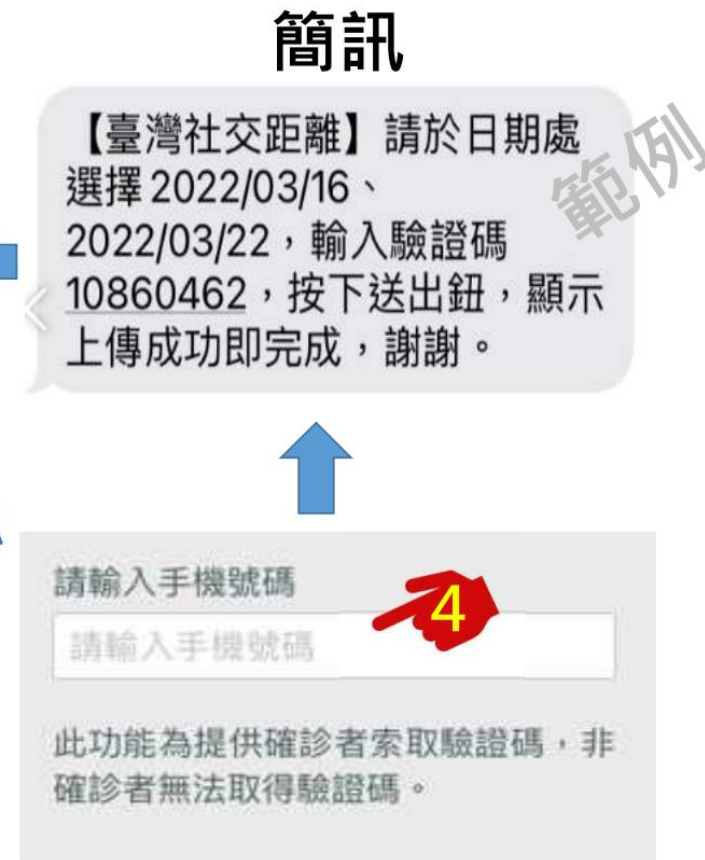 簡訊
【臺灣社交距離】請於日期處
選擇 2022/03/16、
2022/03/22,輸入驗證碼
10860462,按下送出鈕,顯示
上傳成功即完成,謝謝。
範例
請輸入手機號碼
4
請輸入手機號碼
此功能為提供確診者索取驗證碼,非
確診者無法取得驗證碼。